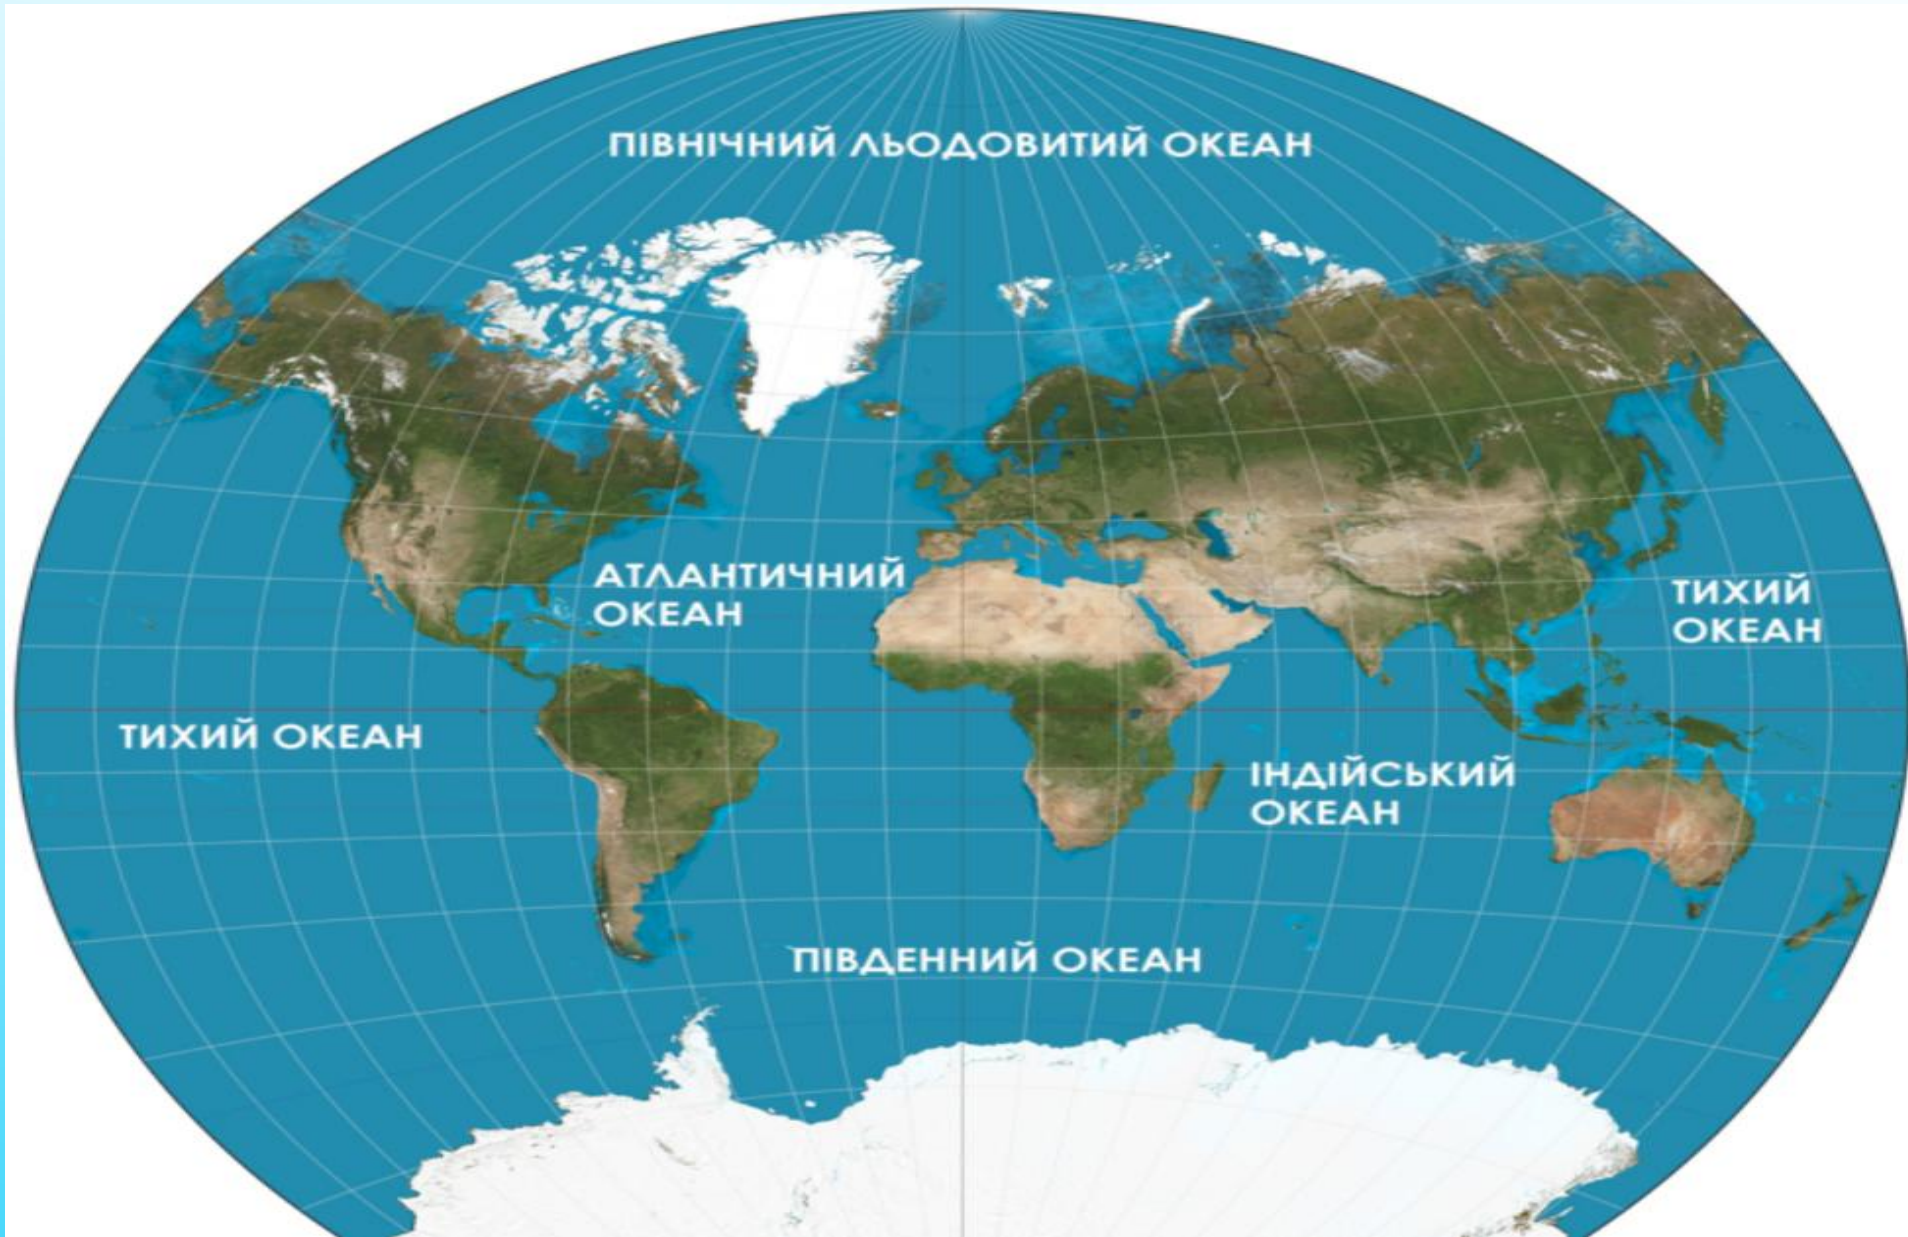 ПІВНІЧНИЙ ЛЬОДОВИТИЙ ОКЕАН
АТЛАНТИЧНИЙ
ОКЕАН
ТИХИЙ
ОКЕАН
ТИХИЙ ОКЕАН
ІНДІЙСЬКИЙ
ОКЕАН
ПІВДЕННИЙ ОКЕАН